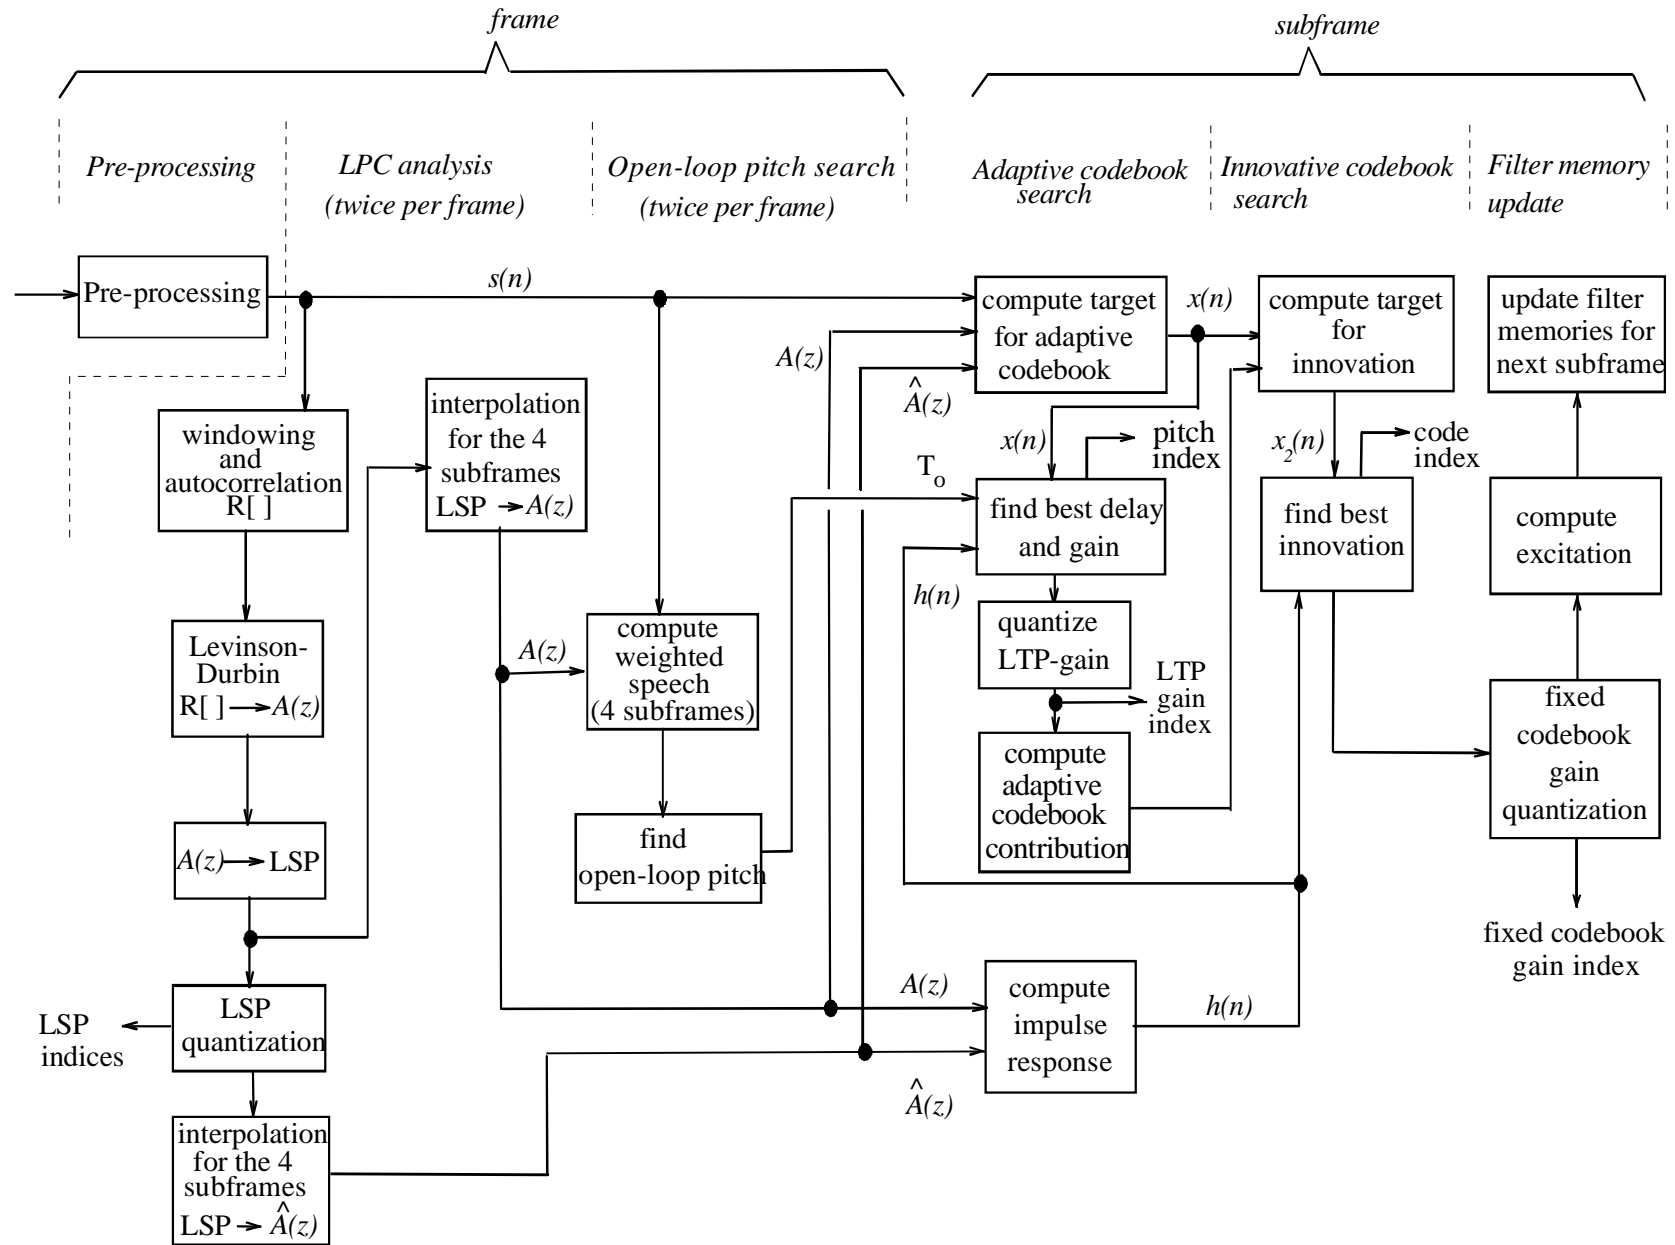 frame
subframe
Pre-processing
LPC analysis
(twice per frame)
Open-loop pitch search
(twice per frame)
Adaptive codebook
search
Innovative codebook
search
Filter memory
update
Pre-processing
s(n)
windowing
and
autocorrelation
R[ ]
Levinson-
Durbin
R[ ] → A(z)
A(z) → LSP
LSP
quantization
LSP
indices
interpolation
for the 4
subframes
LSP → Â(z)
interpolation
for the 4
subframes
LSP → A(z)
A(z)
compute
weighted
speech
(4 subframes)
find
open-loop pitch
A(z)
Â(z)
T₀
h(n)
compute target
for adaptive
codebook
x(n)
x(n)
pitch
index
find best delay
and gain
quantize
LTP-gain
LTP
gain
index
compute
adaptive
codebook
contribution
A(z)
Â(z)
compute
impulse
response
h(n)
compute target
for
innovation
x₂(n)
code
index
find best
innovation
update filter
memories for
next subframe
compute
excitation
fixed
codebook
gain
quantization
fixed codebook
gain index